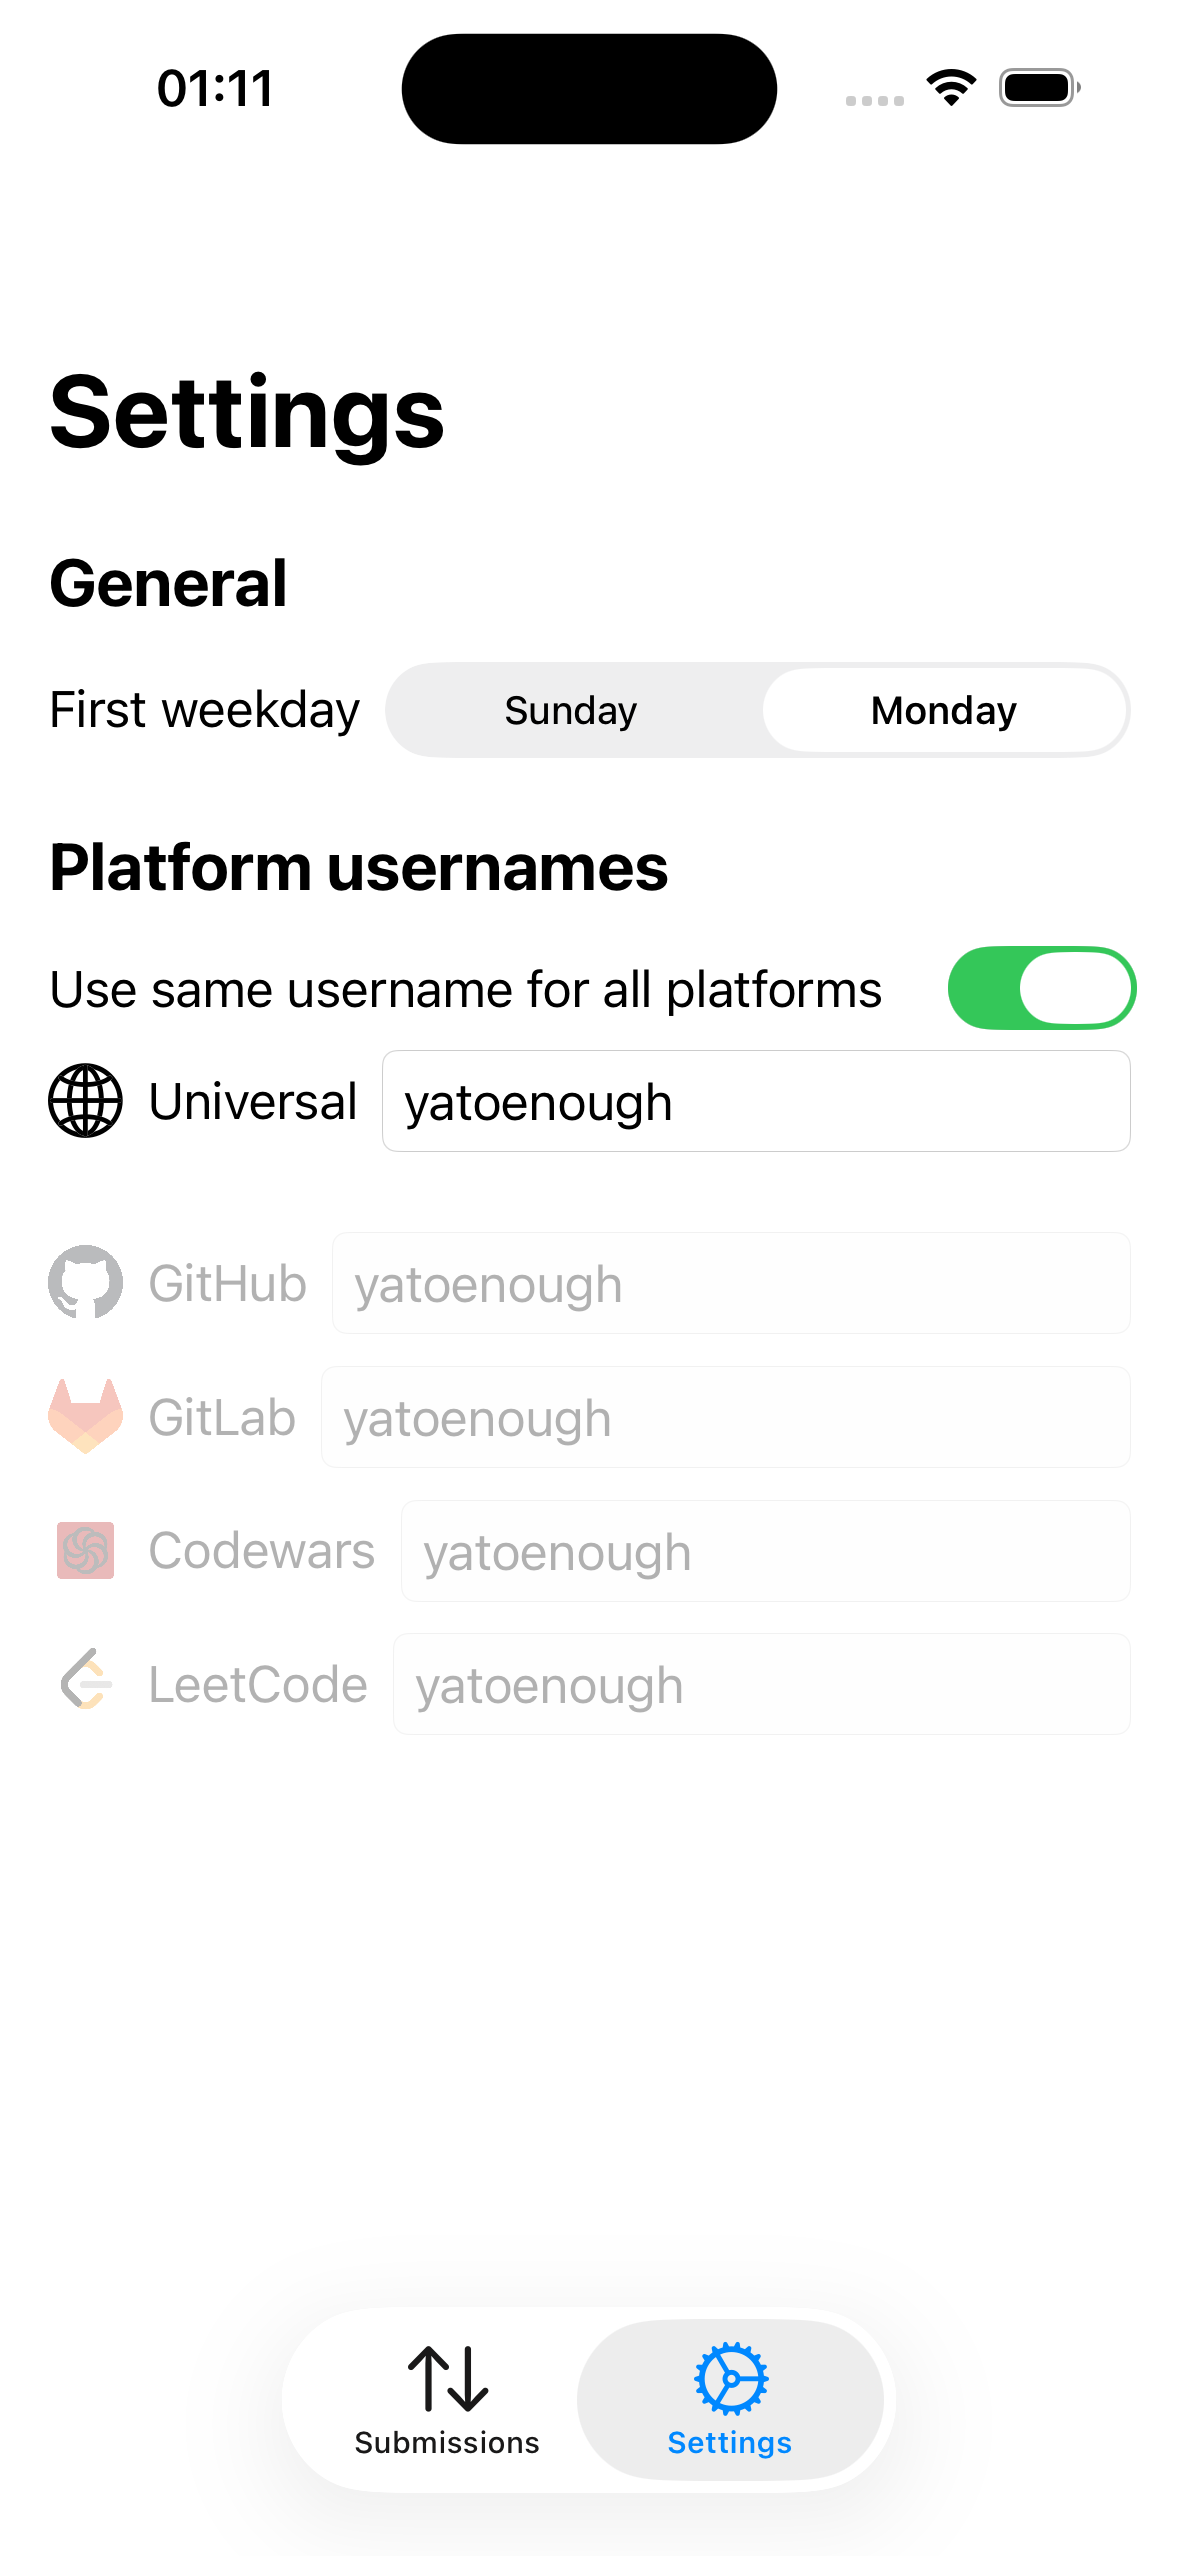 01:11
Settings
General
First weekday Sunday Monday
Platform usernames
Use same username for all platforms
Universal yatoenough
GitHub yatoenough
GitLab yatoenough
Codewars yatoenough
LeetCode yatoenough
Submissions Settings